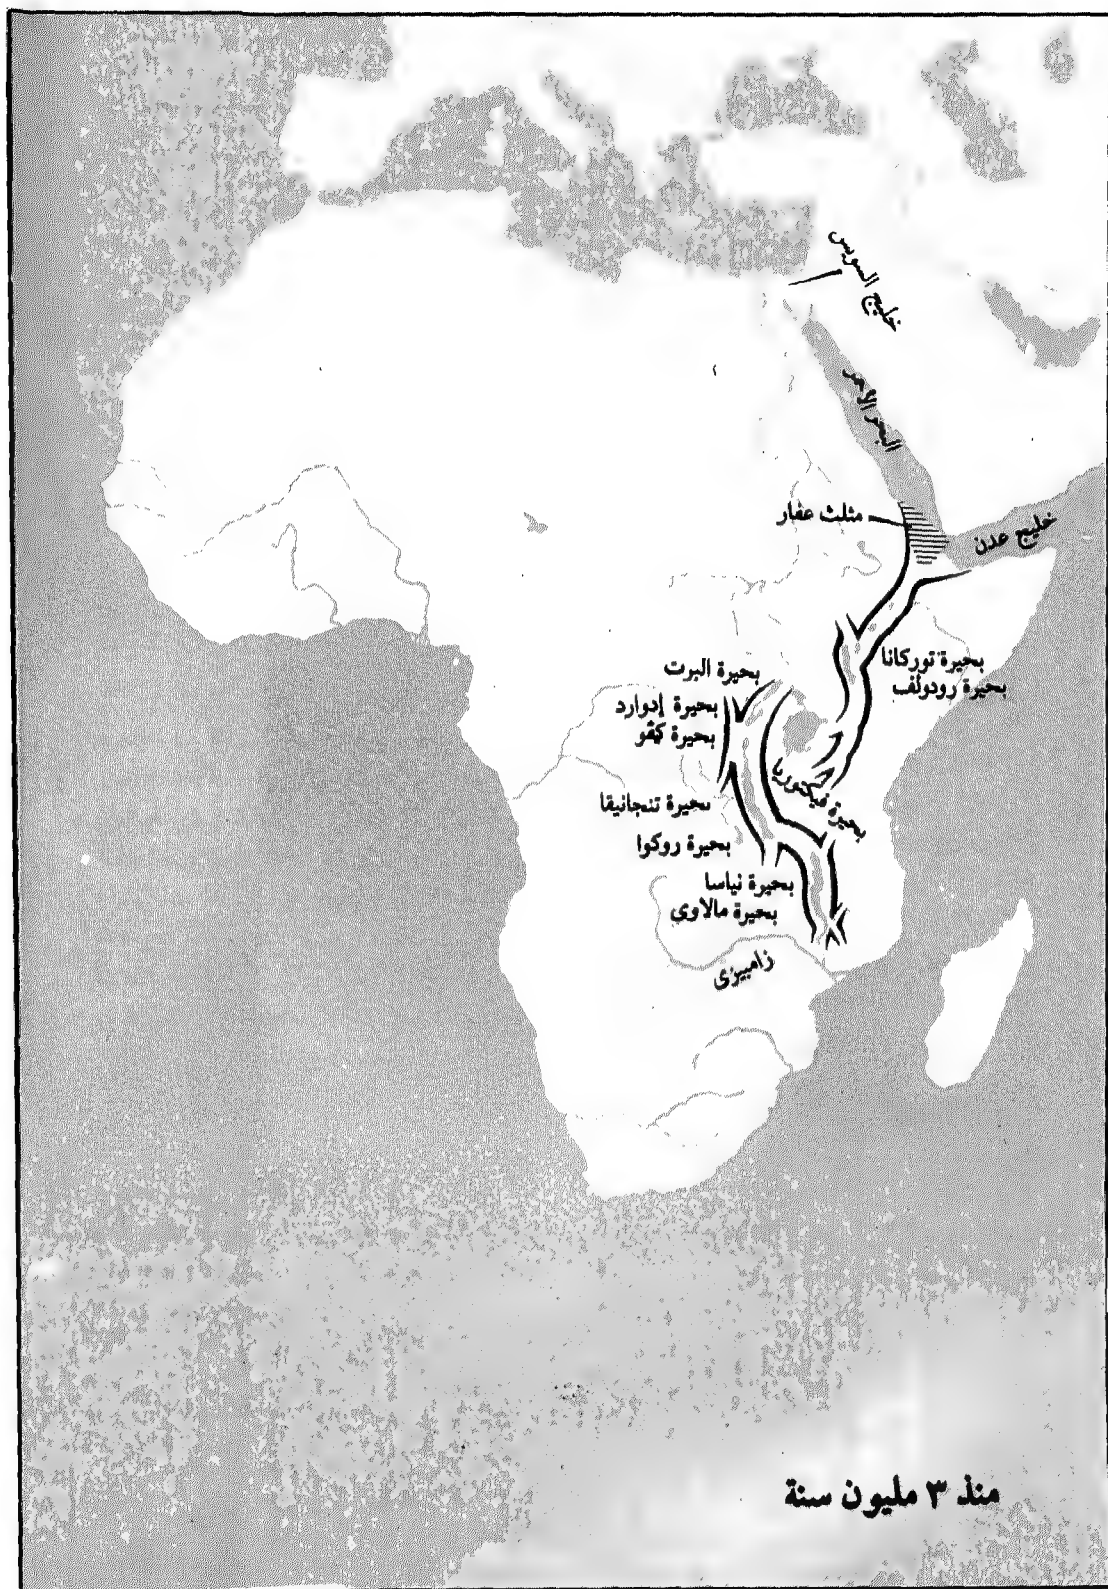 خليج السويس
البحر الأحمر
مثلث عفار
خليج عدن
بحيرة توركانا
بحيرة رودولف
بحيرة البرت
بحيرة إدوارد
بحيرة كيڤو
بحيرة فيكتوريا
بحيرة تنجانيقا
بحيرة روكوا
بحيرة نياسا
بحيرة مالاوى
زامبيزى
منذ ٣ مليون سنة